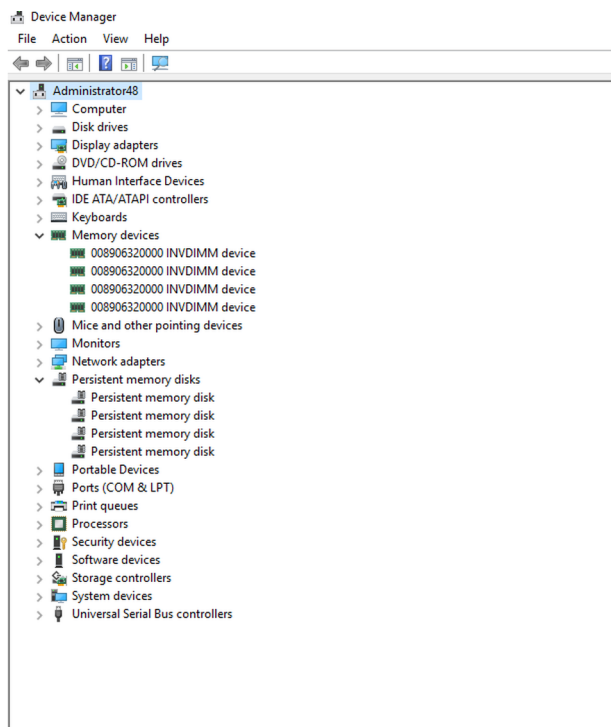 Device Manager
File Action View Help
Administrator48
Computer
Disk drives
Display adapters
DVD/CD-ROM drives
Human Interface Devices
IDE ATA/ATAPI controllers
Keyboards
Memory devices
008906320000 INVDIMM device
008906320000 INVDIMM device
008906320000 INVDIMM device
008906320000 INVDIMM device
Mice and other pointing devices
Monitors
Network adapters
Persistent memory disks
Persistent memory disk
Persistent memory disk
Persistent memory disk
Persistent memory disk
Portable Devices
Ports (COM & LPT)
Print queues
Processors
Security devices
Software devices
Storage controllers
System devices
Universal Serial Bus controllers